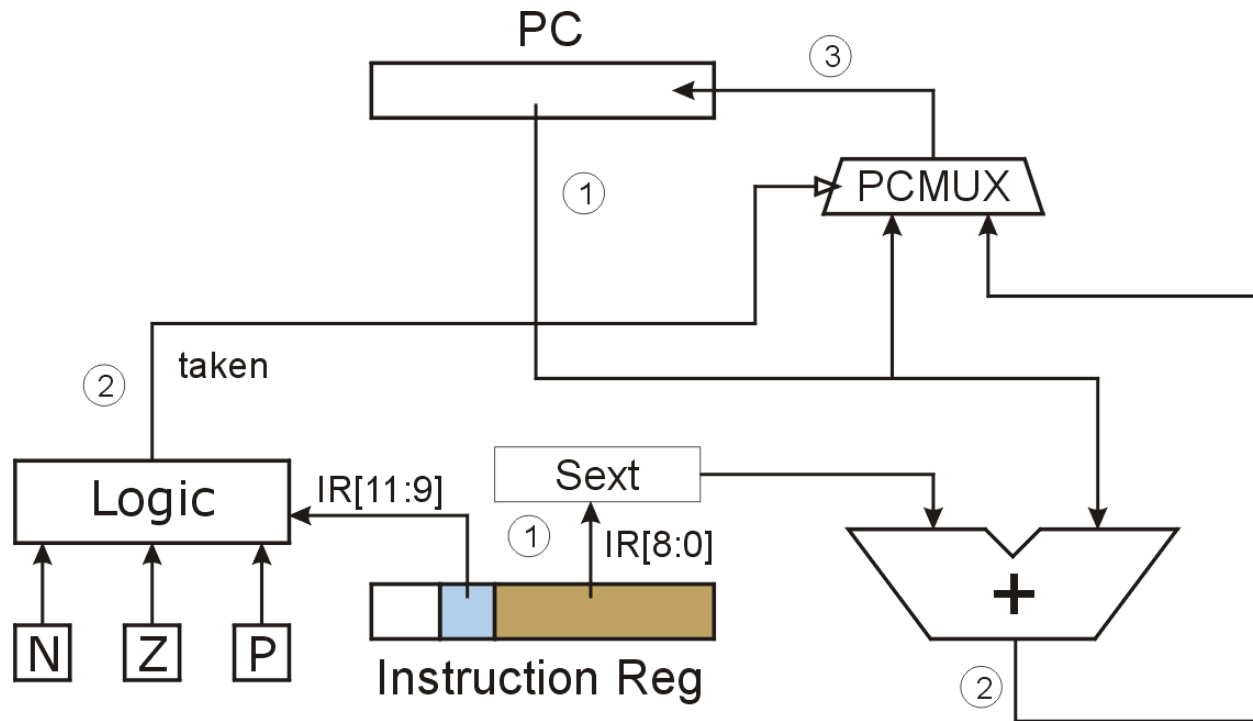 PC
3
1
PCMUX
2
taken
Logic
IR[11:9]
Sext
1
IR[8:0]
+
N
Z
P
Instruction Reg
2